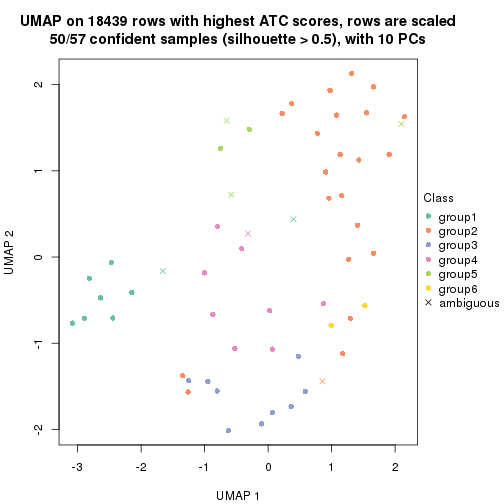 UMAP on 18439 rows with highest ATC scores, rows are scaled
50/57 confident samples (silhouette > 0.5), with 10 PCs
2
1
0
-1
-2
UMAP 2
-3
-2
-1
0
1
2
UMAP 1
Class
group1
group2
group3
group4
group5
group6
ambiguous